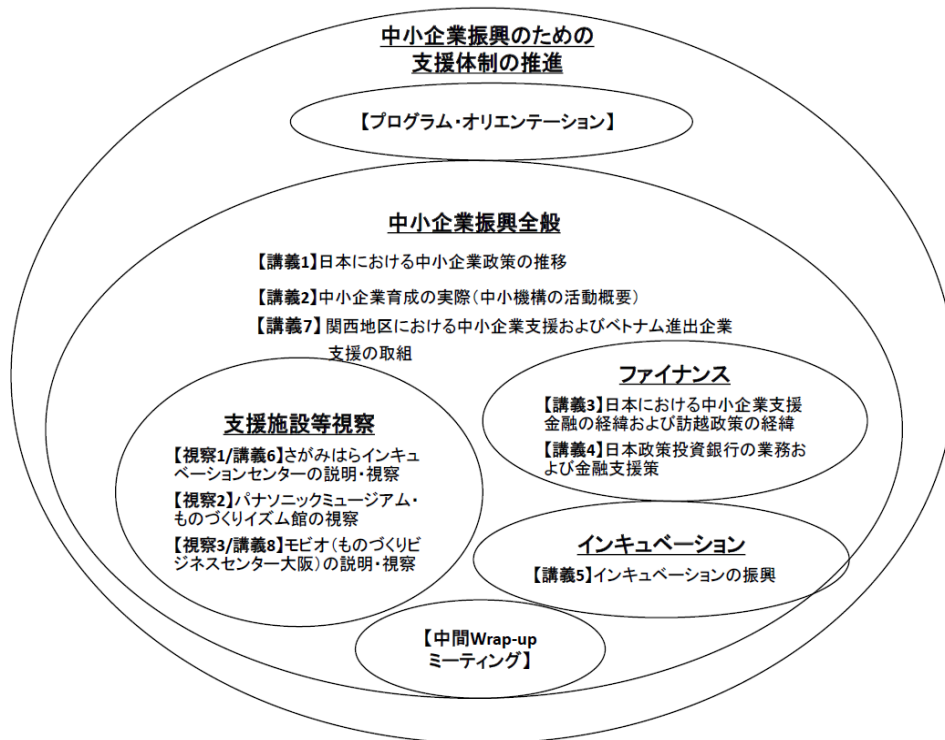 中小企業振興のための
支援体制の推進
【プログラム・オリエンテーション】
中小企業振興全般
【講義1】日本における中小企業政策の推移
【講義2】中小企業育成の実際(中小機構の活動概要)
【講義7】関西地区における中小企業支援およびベトナム進出企業
支援の取組
支援施設等視察
【視察1/講義6】さがみはらインキュ
ベーションセンターの説明・視察
【視察2】パナソニックミュージアム・
ものづくりイズム館の視察
【視察3/講義8】モビオ(ものづくりビ
ジネスセンター大阪)の説明・視察
ファイナンス
【講義3】日本における中小企業支援
金融の経緯および訪越政策の経緯
【講義4】日本政策投資銀行の業務お
よび金融支援策
インキュベーション
【講義5】インキュベーションの振興
【中間Wrap-up
ミーティング】